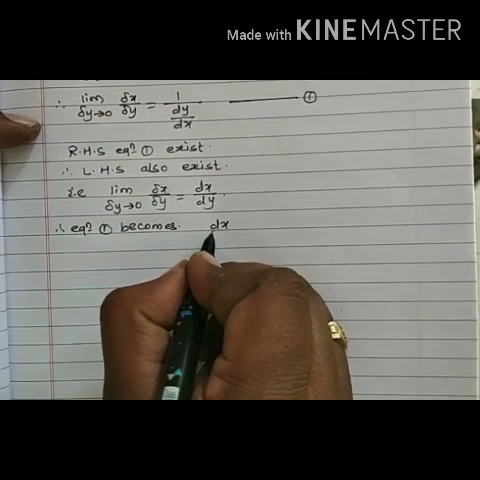 Made with KINEMASTER
∴ lim δy→0 δx/δy = 1/(dy/dx) ——— ①
R.H.S eqn ① exist.
∴ L.H.S also exist.
i.e lim δy→0 δx/δy = dx/dy.
∴ eqn ① becomes. dx